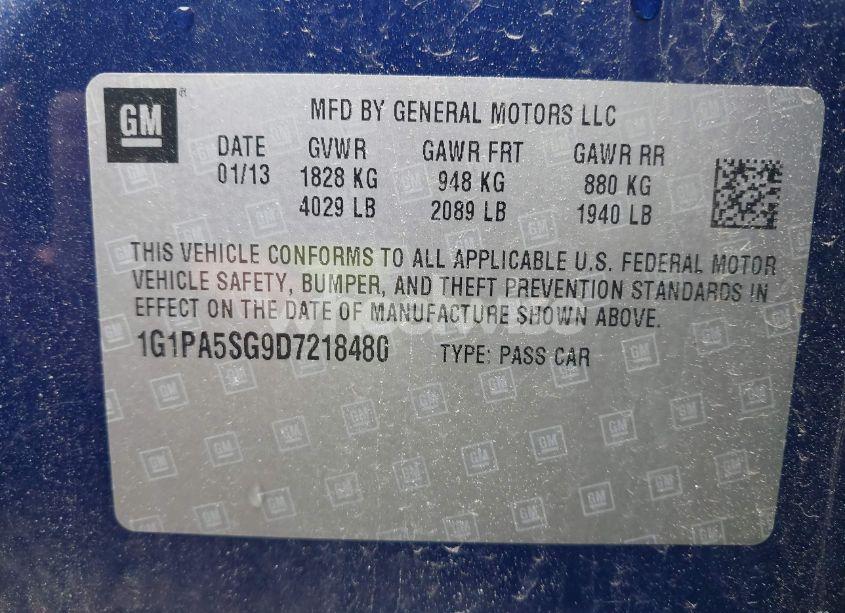 GM
MFD BY GENERAL MOTORS LLC
DATE GVWR GAWR FRT GAWR RR
01/13 1828 KG 948 KG 880 KG
4029 LB 2089 LB 1940 LB
THIS VEHICLE CONFORMS TO ALL APPLICABLE U.S. FEDERAL MOTOR
VEHICLE SAFETY, BUMPER, AND THEFT PREVENTION STANDARDS IN
EFFECT ON THE DATE OF MANUFACTURE SHOWN ABOVE.
1G1PA5SG9D7218480 TYPE: PASS CAR